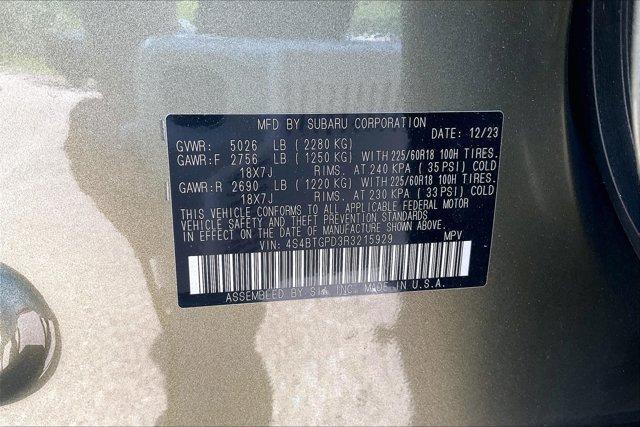 MFD BY SUBARU CORPORATION
DATE: 12/23
GVWR: 5026 LB ( 2280 KG)
GAWR:F 2756 LB ( 1250 KG) WITH 225/60R18 100H TIRES.
18X7J RIMS. AT 240 KPA ( 35 PSI) COLD
GAWR:R 2690 LB ( 1220 KG) WITH 225/60R18 100H TIRES.
18X7J RIMS. AT 230 KPA ( 33 PSI) COLD
THIS VEHICLE CONFORMS TO ALL APPLICABLE FEDERAL MOTOR
VEHICLE SAFETY AND THEFT PREVENTION STANDARDS
IN EFFECT ON THE DATE OF MANUFACTURE SHOWN ABOVE.
VIN: 4S4BTGPD3R3215929 MPV
ASSEMBLED BY SIA, INC. MADE IN U.S.A.